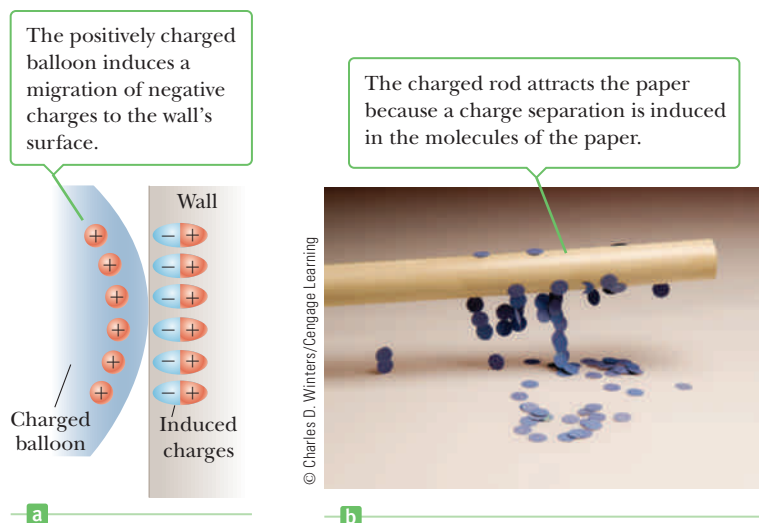 The positively charged
balloon induces a
migration of negative
charges to the wall's
surface.
The charged rod attracts the paper
because a charge separation is induced
in the molecules of the paper.
Wall
+ − +
+ − +
+ − +
+ − +
+ − +
+ − +
Charged
balloon
Induced
charges
© Charles D. Winters/Cengage Learning
a
b